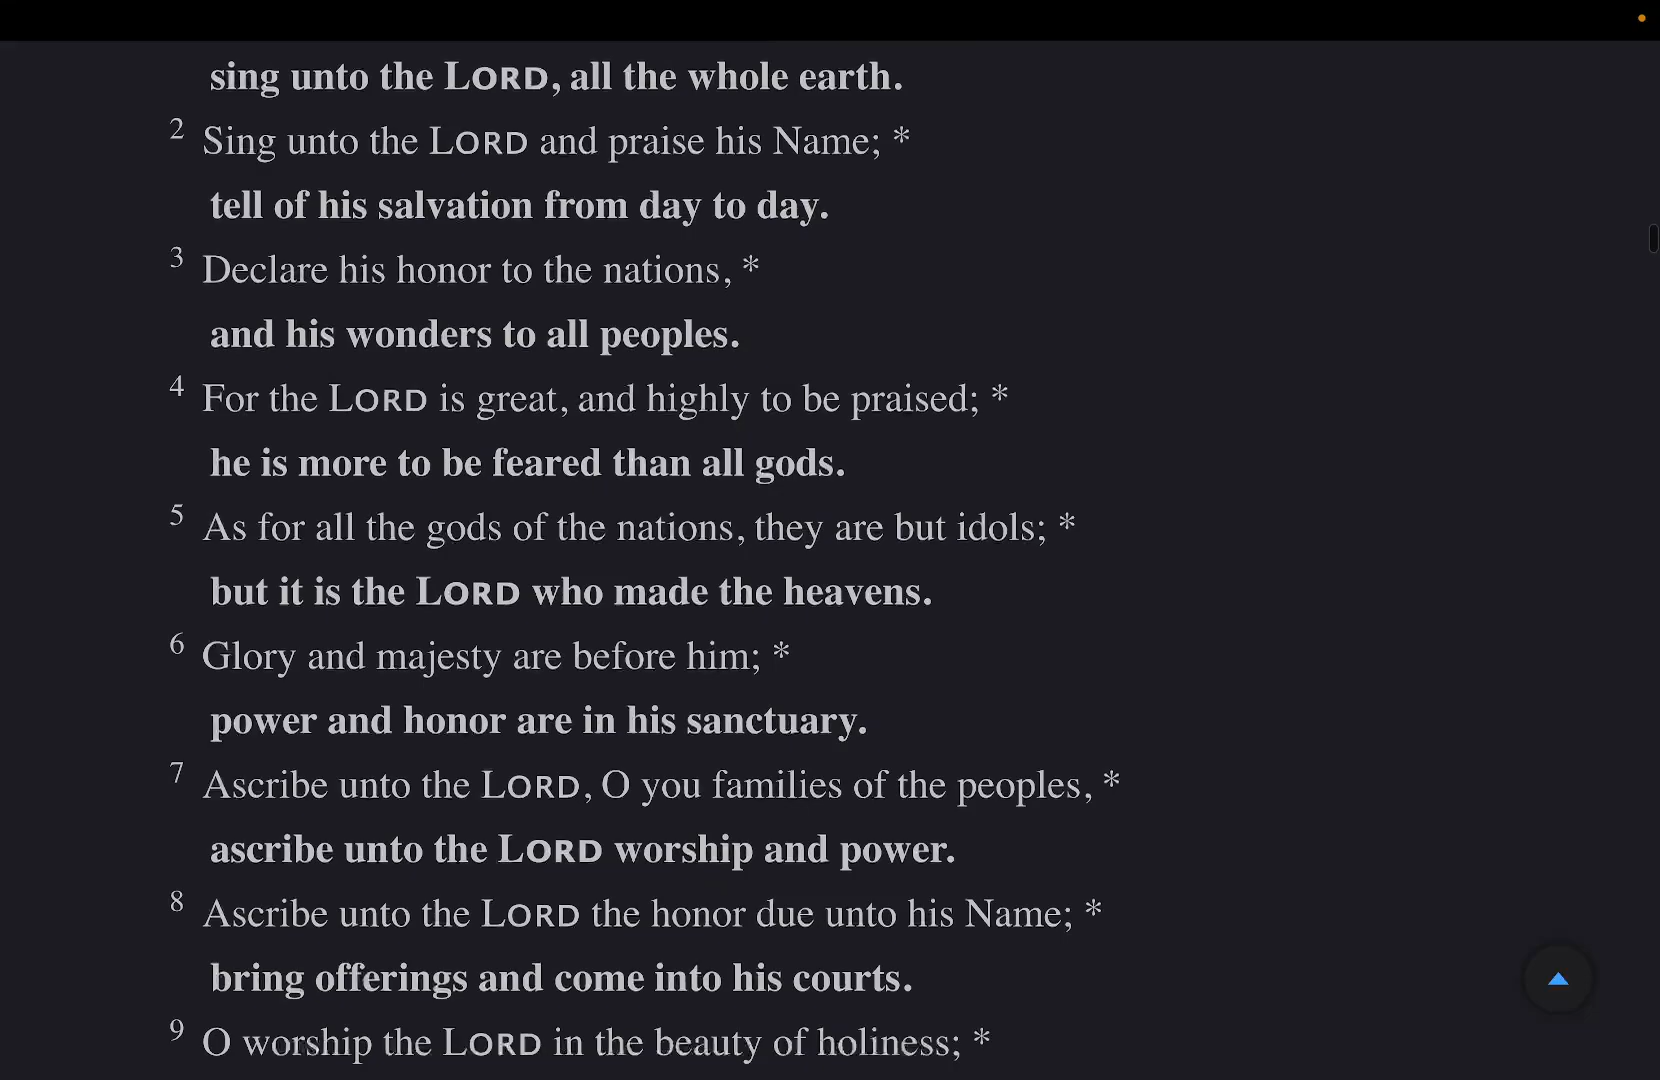 sing unto the LORD, all the whole earth.
2 Sing unto the LORD and praise his Name; *
tell of his salvation from day to day.
3 Declare his honor to the nations, *
and his wonders to all peoples.
4 For the LORD is great, and highly to be praised; *
he is more to be feared than all gods.
5 As for all the gods of the nations, they are but idols; *
but it is the LORD who made the heavens.
6 Glory and majesty are before him; *
power and honor are in his sanctuary.
7 Ascribe unto the LORD, O you families of the peoples, *
ascribe unto the LORD worship and power.
8 Ascribe unto the LORD the honor due unto his Name; *
bring offerings and come into his courts.
9 O worship the LORD in the beauty of holiness; *